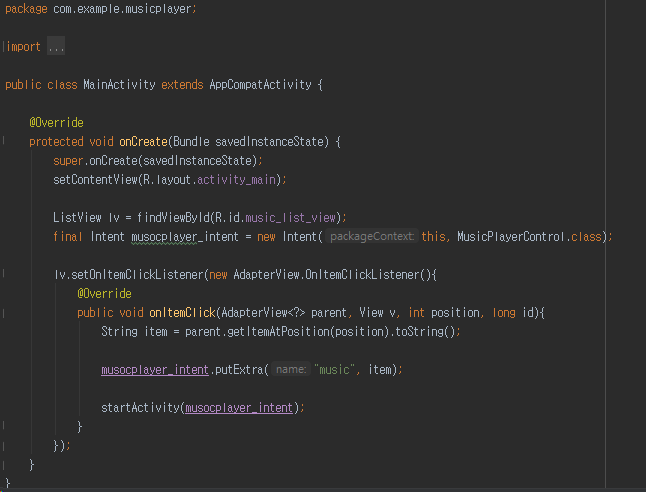 package com.example.musicplayer;
import ...
public class MainActivity extends AppCompatActivity {
@Override
protected void onCreate(Bundle savedInstanceState) {
super.onCreate(savedInstanceState);
setContentView(R.layout.activity_main);
ListView lv = findViewById(R.id.music_list_view);
final Intent musocplayer_intent = new Intent( packageContext: this, MusicPlayerControl.class);
lv.setOnItemClickListener(new AdapterView.OnItemClickListener(){
@Override
public void onItemClick(AdapterView<?> parent, View v, int position, long id){
String item = parent.getItemAtPosition(position).toString();
musocplayer_intent.putExtra( name: "music", item);
startActivity(musocplayer_intent);
}
});
}
}